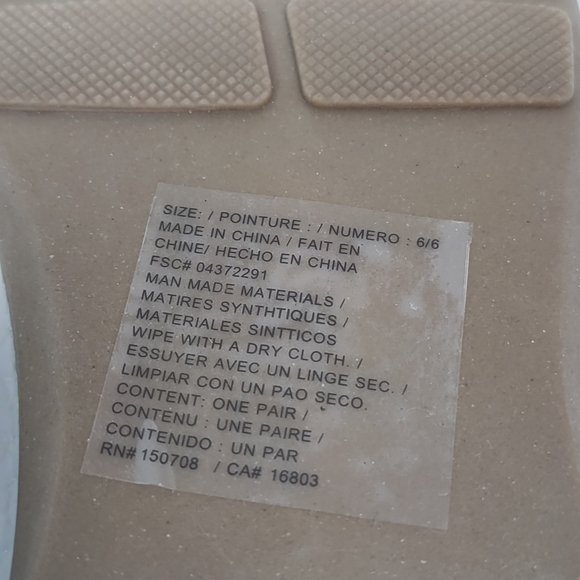 SIZE: / POINTURE : / NUMERO : 6/6
MADE IN CHINA / FAIT EN
CHINE/ HECHO EN CHINA
FSC# 04372291
MAN MADE MATERIALS /
MATIRES SYNTHTIQUES /
MATERIALES SINTTICOS
WIPE WITH A DRY CLOTH. /
ESSUYER AVEC UN LINGE SEC. /
LIMPIAR CON UN PAO SECO.
CONTENT: ONE PAIR /
CONTENU : UNE PAIRE /
CONTENIDO : UN PAR
RN# 150708 / CA# 16803